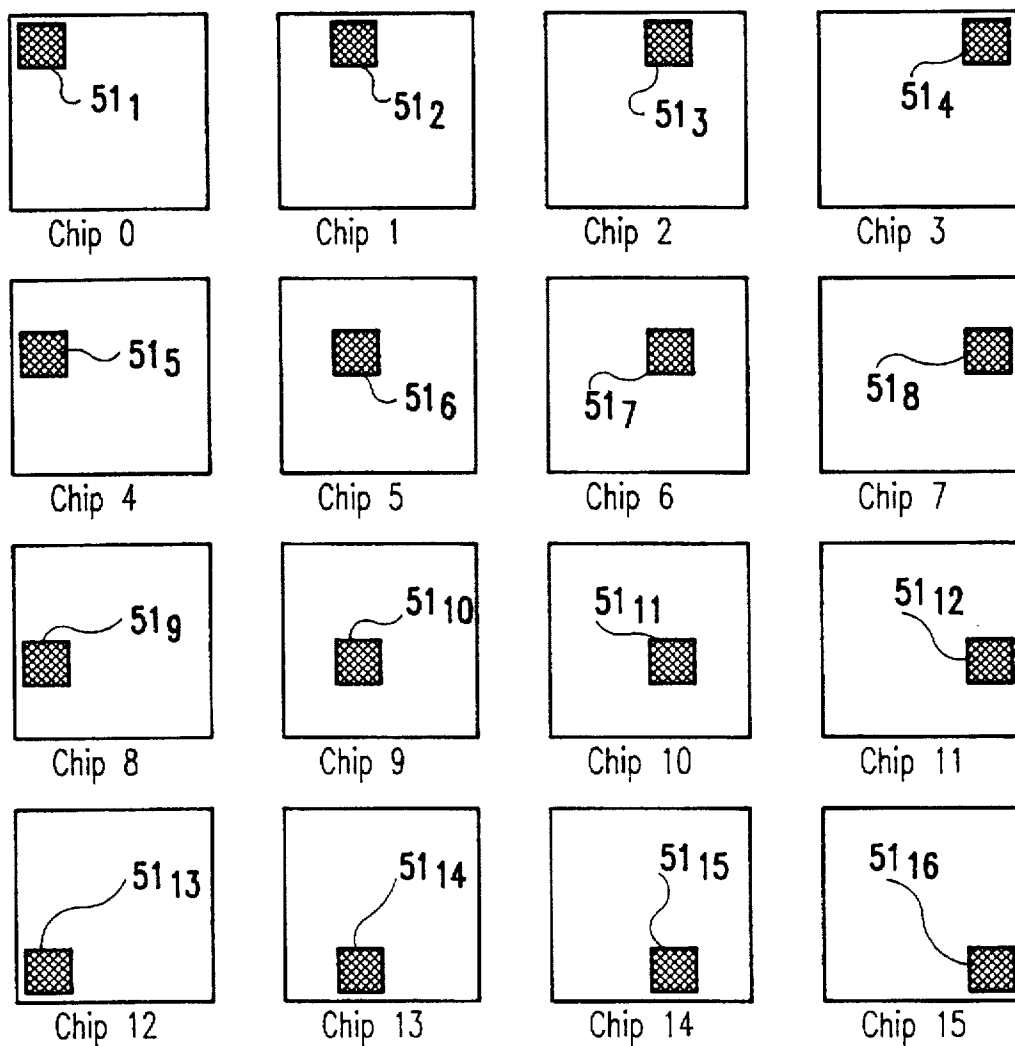 51₁ 51₂ 51₃ 51₄
Chip 0 Chip 1 Chip 2 Chip 3
51₅ 51₆ 51₇ 51₈
Chip 4 Chip 5 Chip 6 Chip 7
51₉ 51₁₀ 51₁₁ 51₁₂
Chip 8 Chip 9 Chip 10 Chip 11
51₁₃ 51₁₄ 51₁₅ 51₁₆
Chip 12 Chip 13 Chip 14 Chip 15